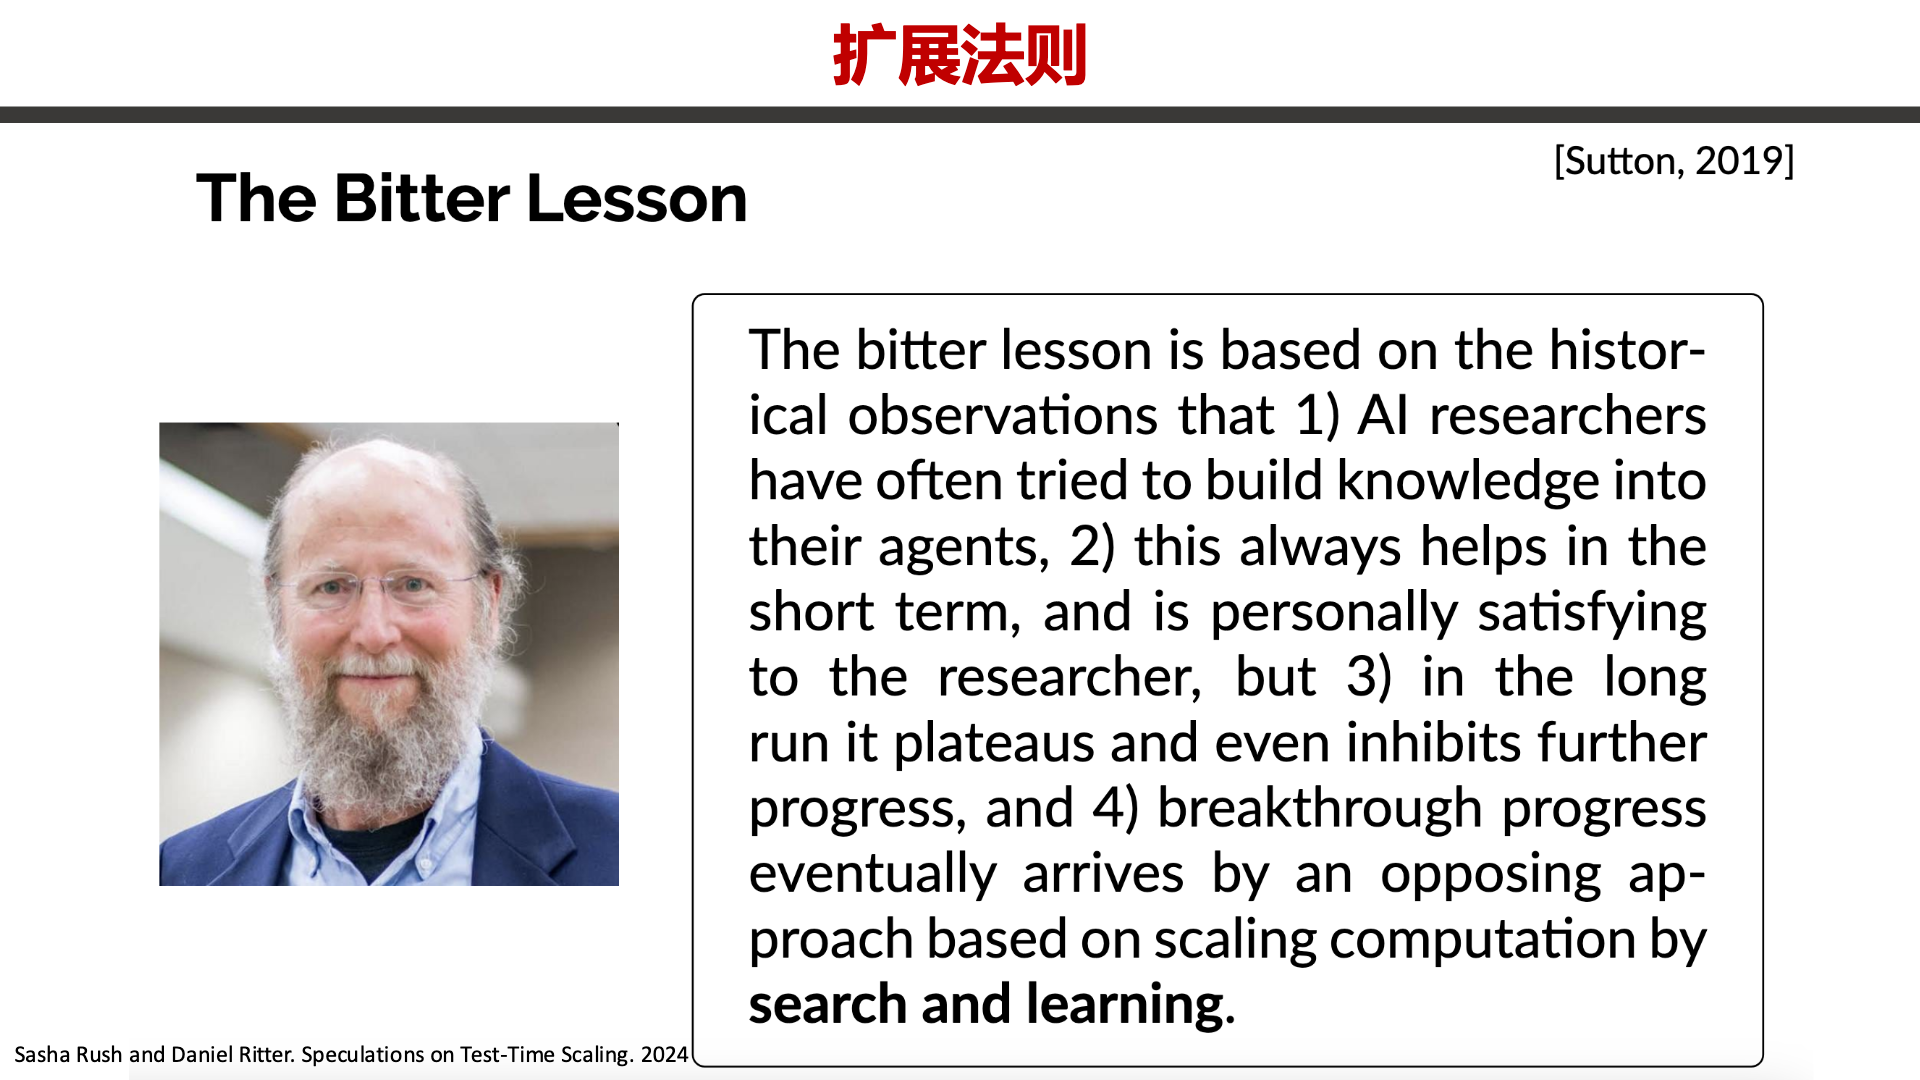 扩展法则
[Sutton, 2019]
The Bitter Lesson
The bitter lesson is based on the histor-
ical observations that 1) AI researchers
have often tried to build knowledge into
their agents, 2) this always helps in the
short term, and is personally satisfying
to the researcher, but 3) in the long
run it plateaus and even inhibits further
progress, and 4) breakthrough progress
eventually arrives by an opposing ap-
proach based on scaling computation by
search and learning.
Sasha Rush and Daniel Ritter. Speculations on Test-Time Scaling. 2024